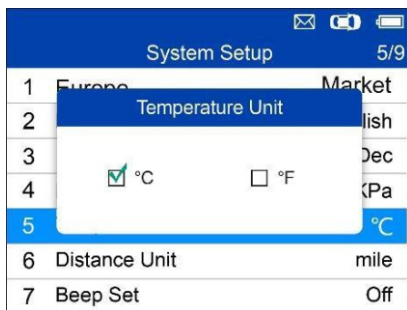 System Setup 5/9
1 Europe Market
Temperature Unit
2 lish
3 Dec
°C °F
4 KPa
5 °C
6 Distance Unit mile
7 Beep Set Off